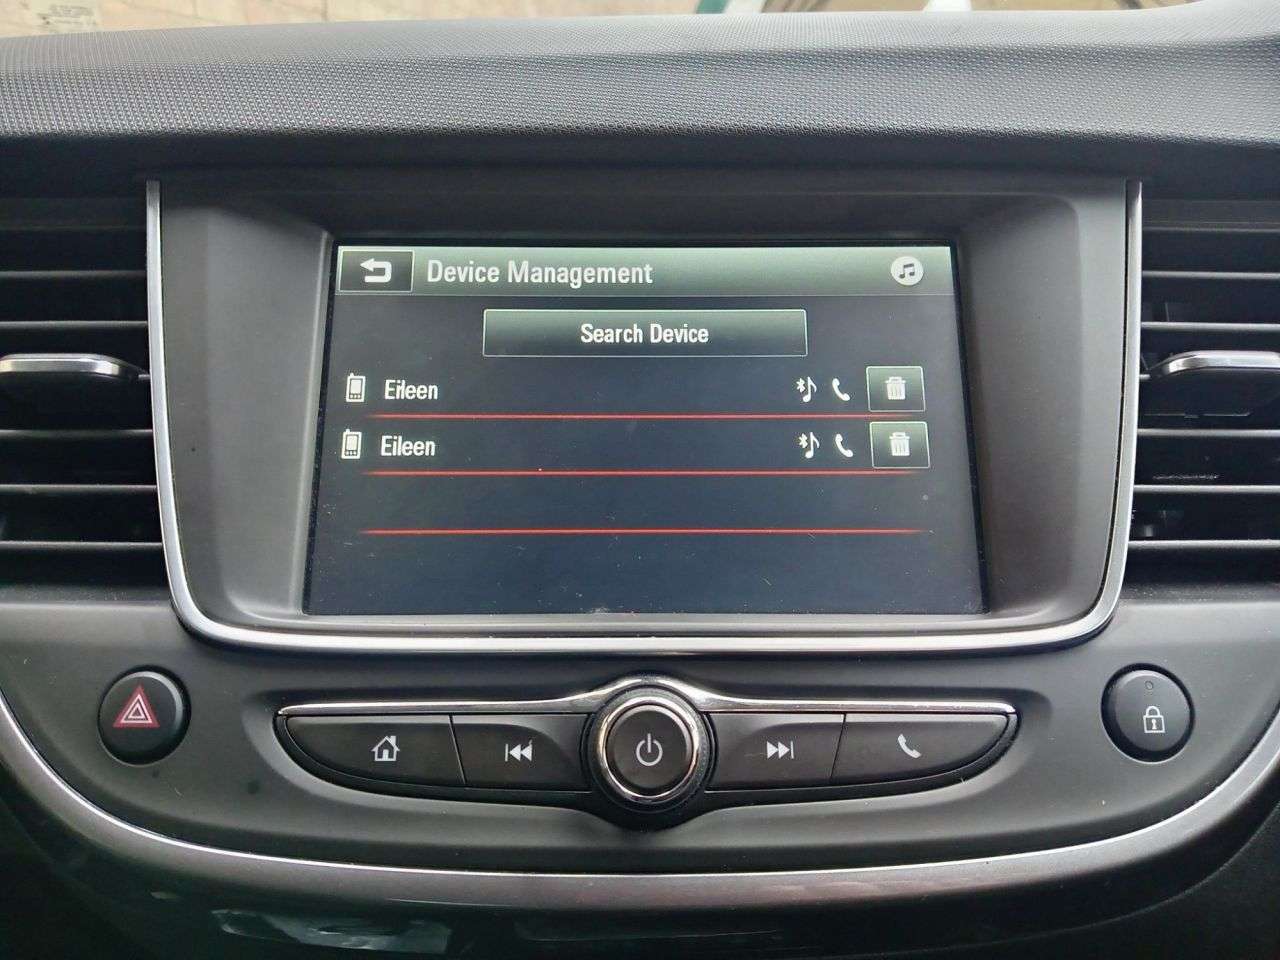 Device Management
Search Device
Eileen
Eileen